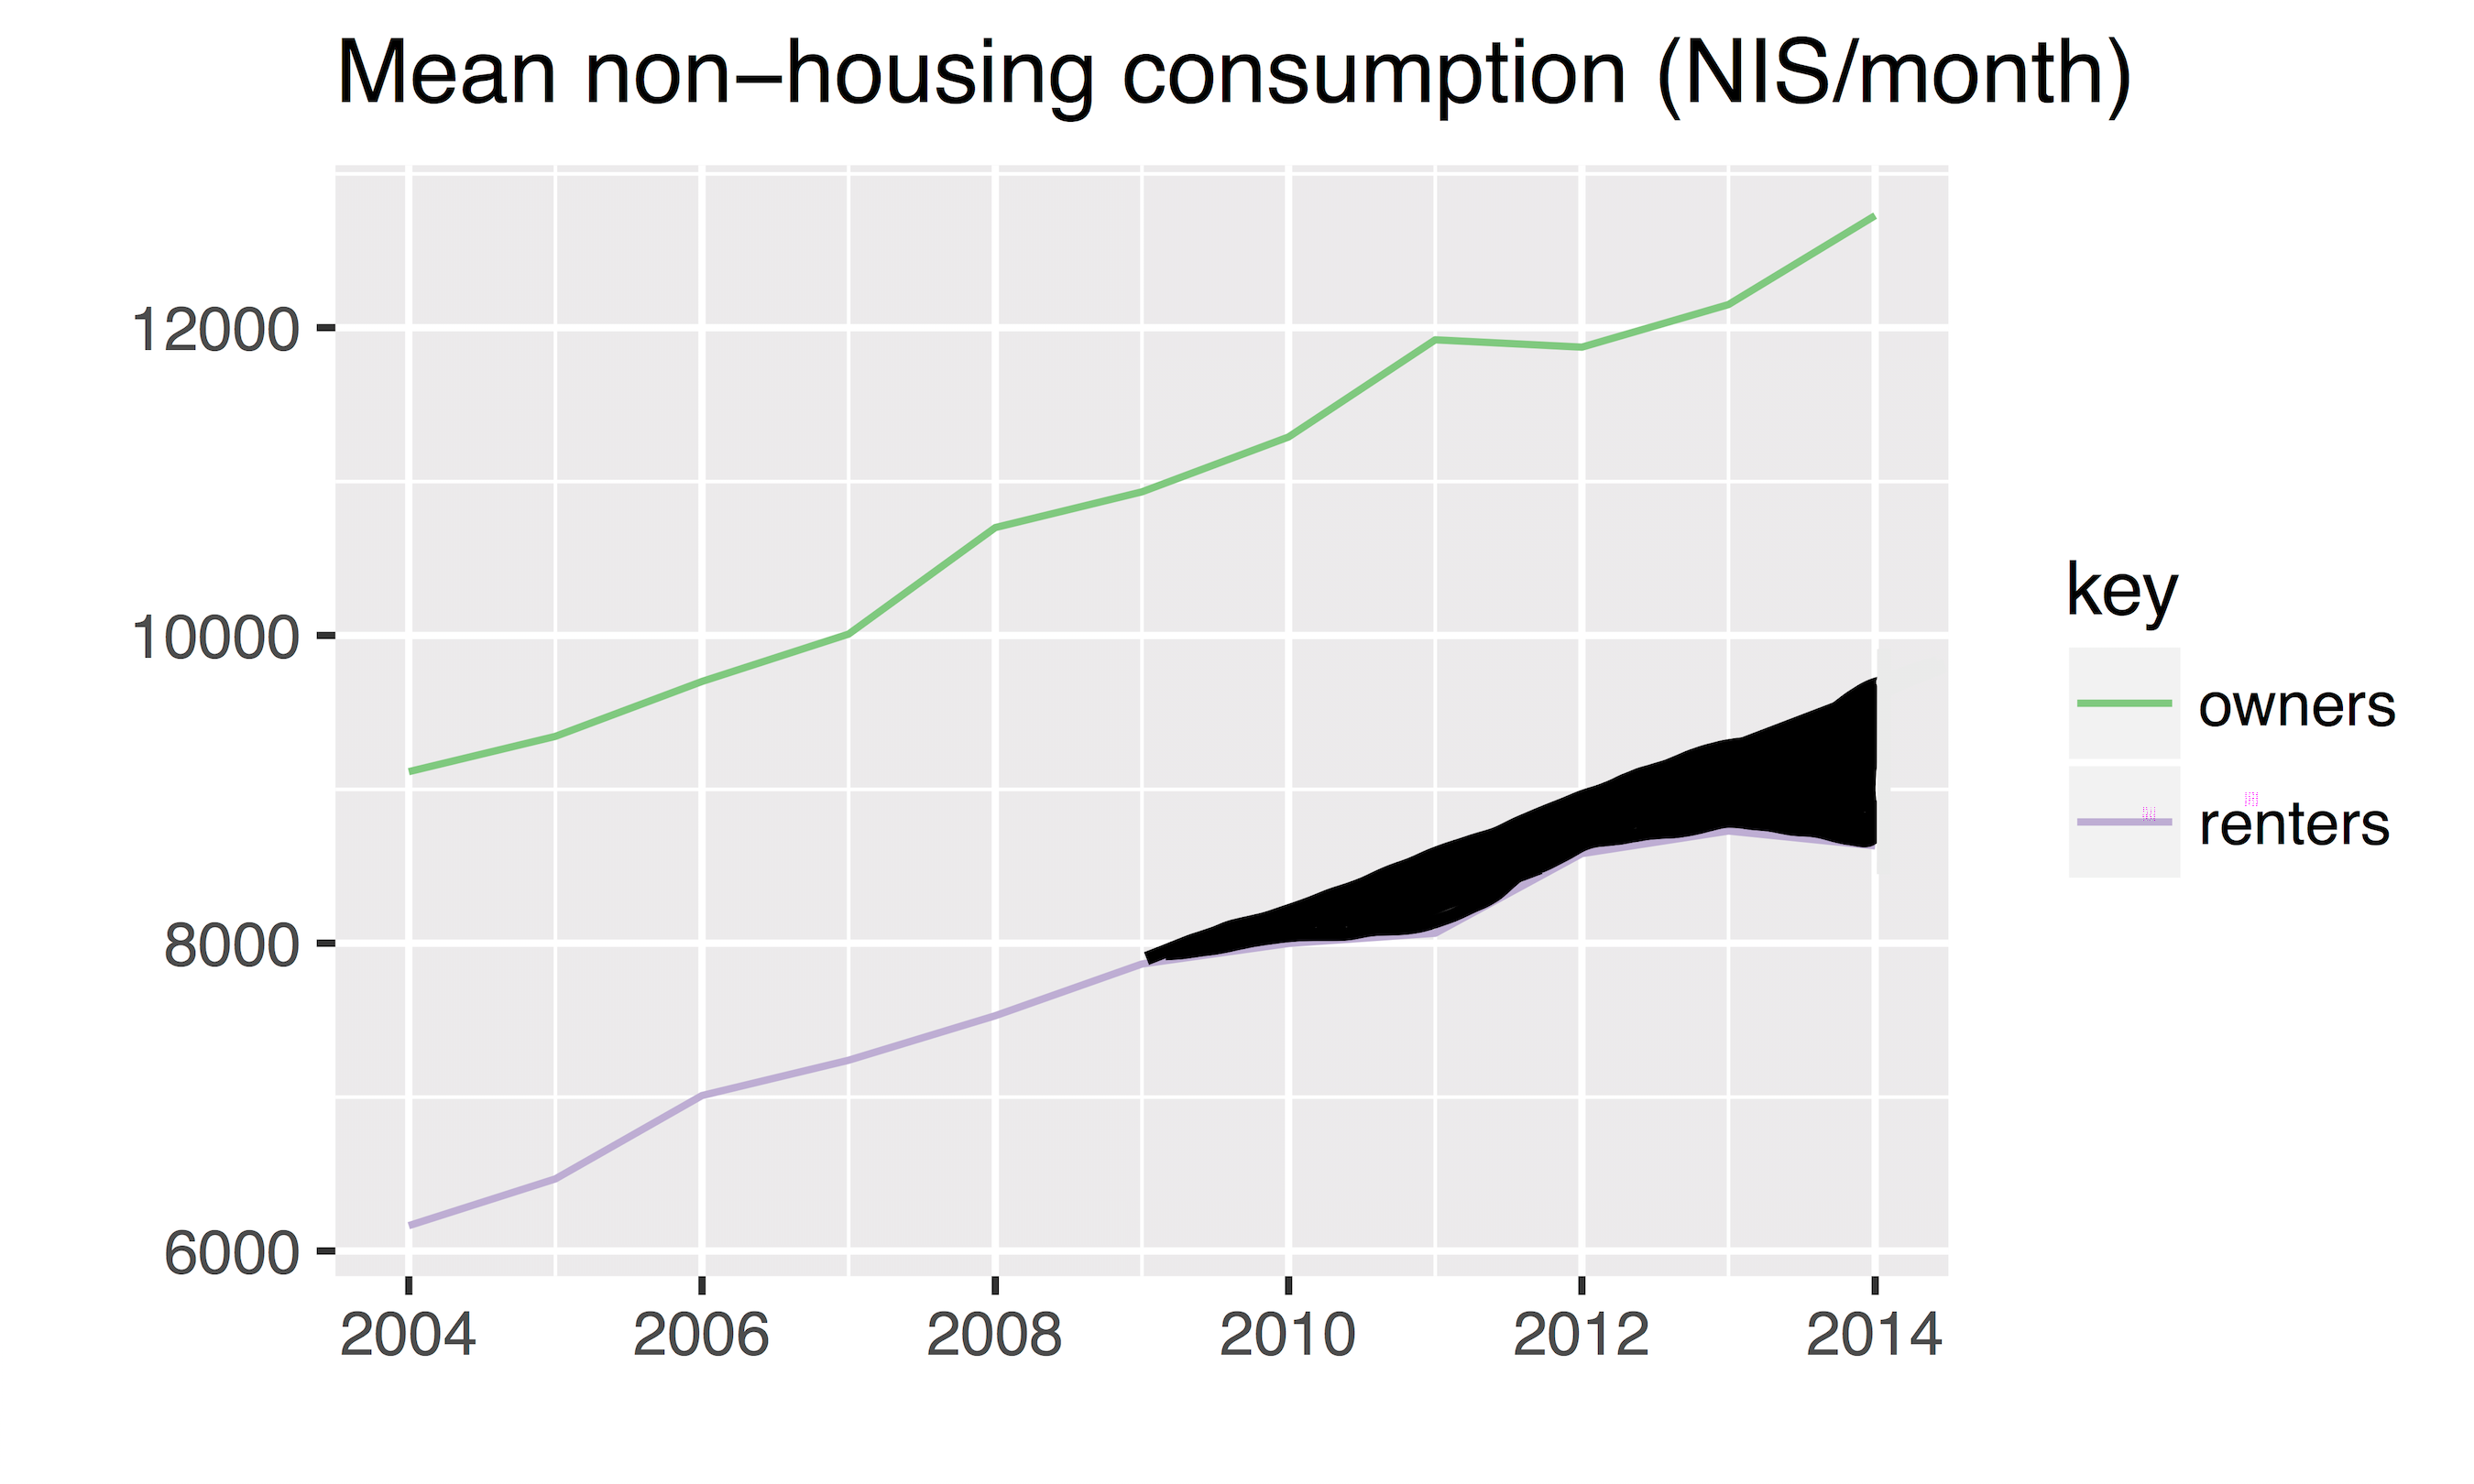 Mean non-housing consumption (NIS/month)
12000
10000
8000
6000
2004 2006 2008 2010 2012 2014
key
owners
renters